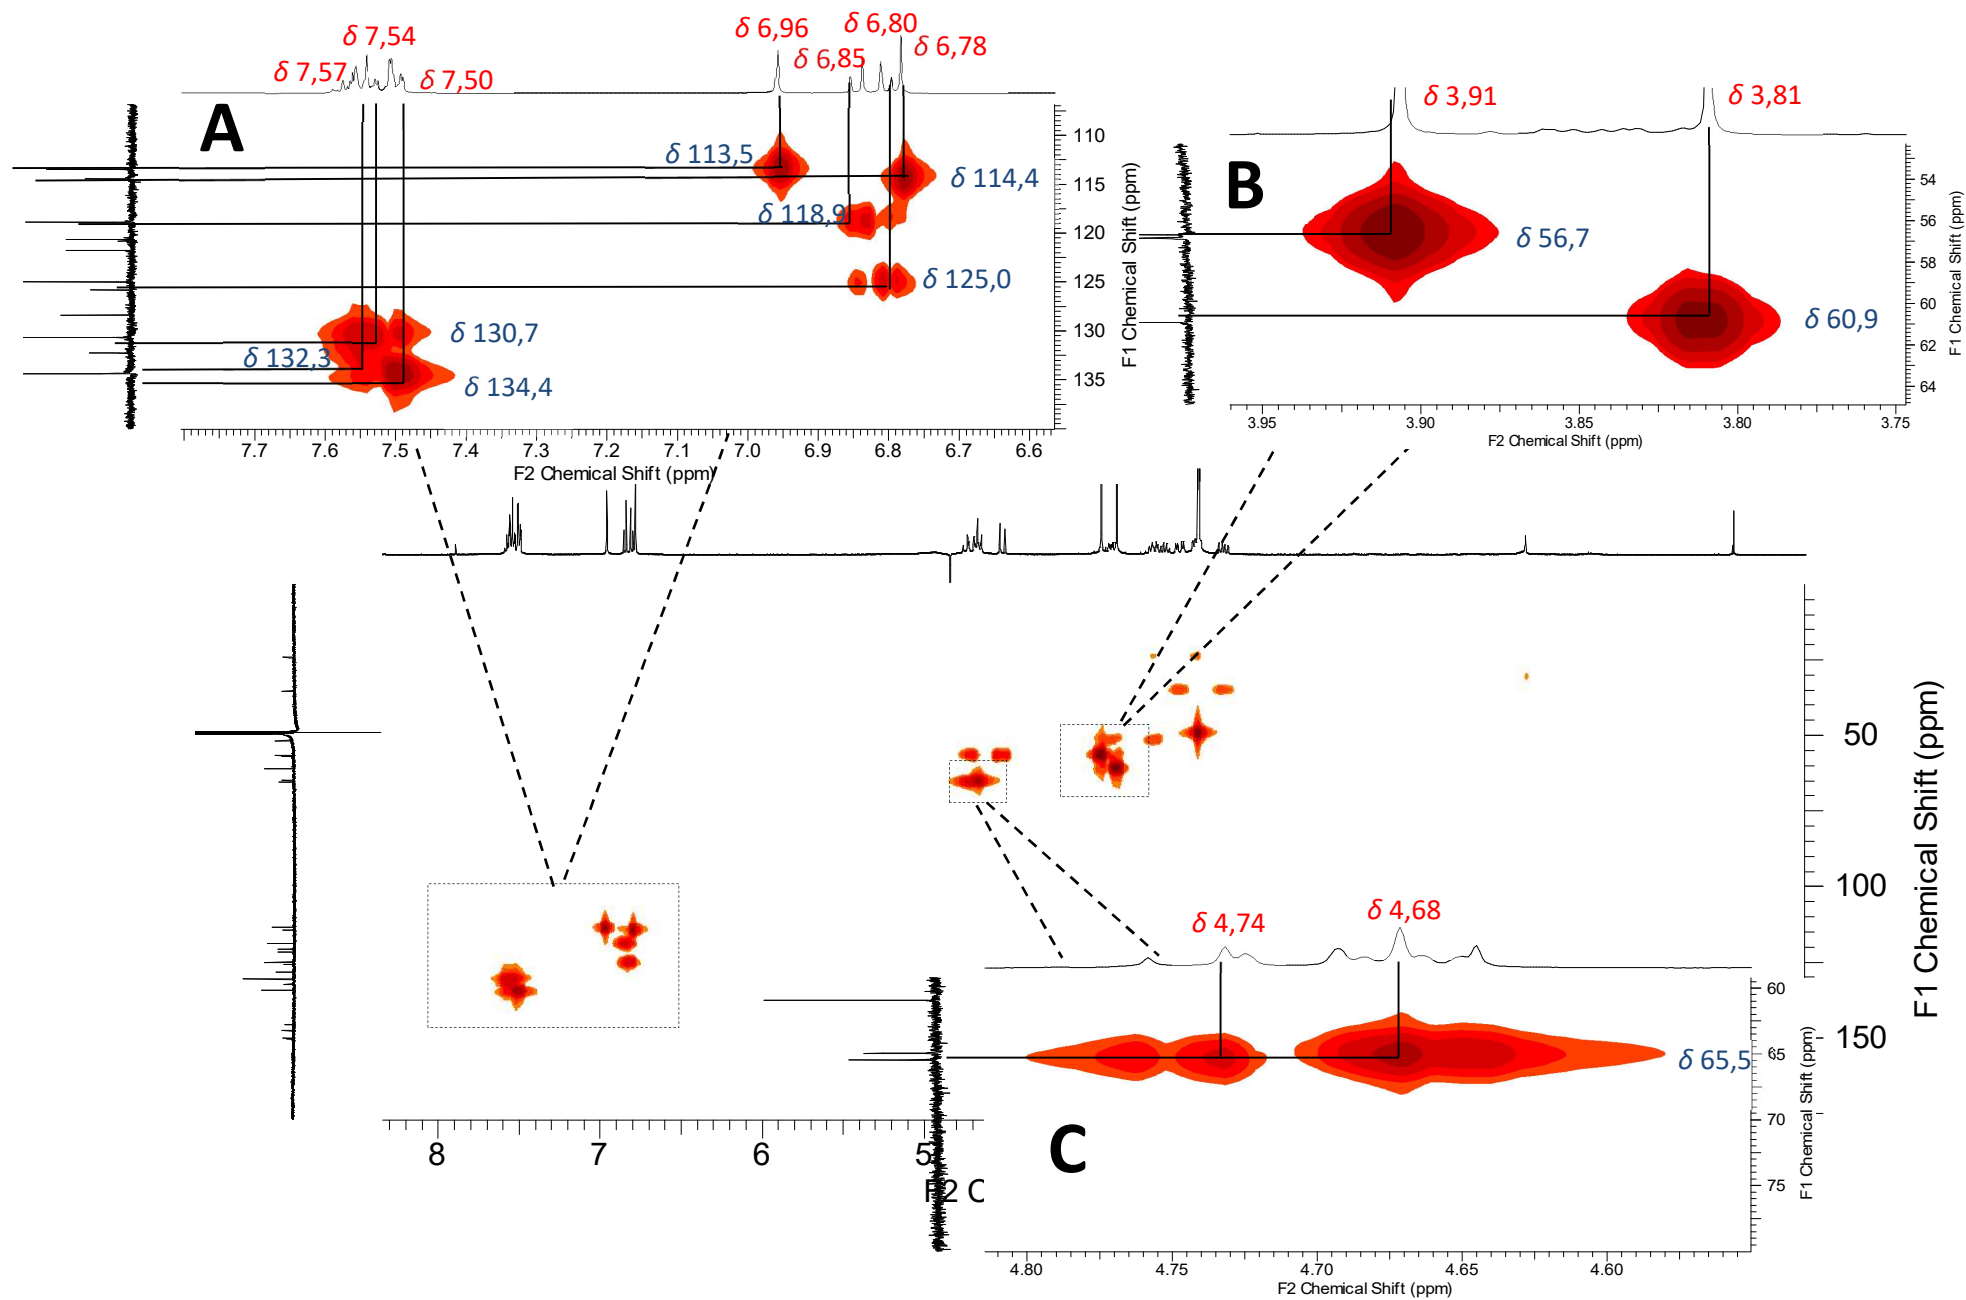 δ 7,54
δ 7,57
δ 7,50
δ 6,96
δ 6,80
δ 6,85
δ 6,78
A
δ 113,5
δ 114,4
δ 118,9
δ 125,0
δ 130,7
δ 132,3
δ 134,4
110
115
120
125
130
135
F1 Chemical Shift (ppm)
7.7 7.6 7.5 7.4 7.3 7.2 7.1 7.0 6.9 6.8 6.7 6.6
F2 Chemical Shift (ppm)
δ 3,91
δ 3,81
B
δ 56,7
δ 60,9
54
56
58
60
62
64
F1 Chemical Shift (ppm)
3.95 3.90 3.85 3.80 3.75
F2 Chemical Shift (ppm)
50
100
150
F1 Chemical Shift (ppm)
8 7 6 5
F2 C
δ 4,74
δ 4,68
δ 65,5
C
60
65
70
75
F1 Chemical Shift (ppm)
4.80 4.75 4.70 4.65 4.60
F2 Chemical Shift (ppm)